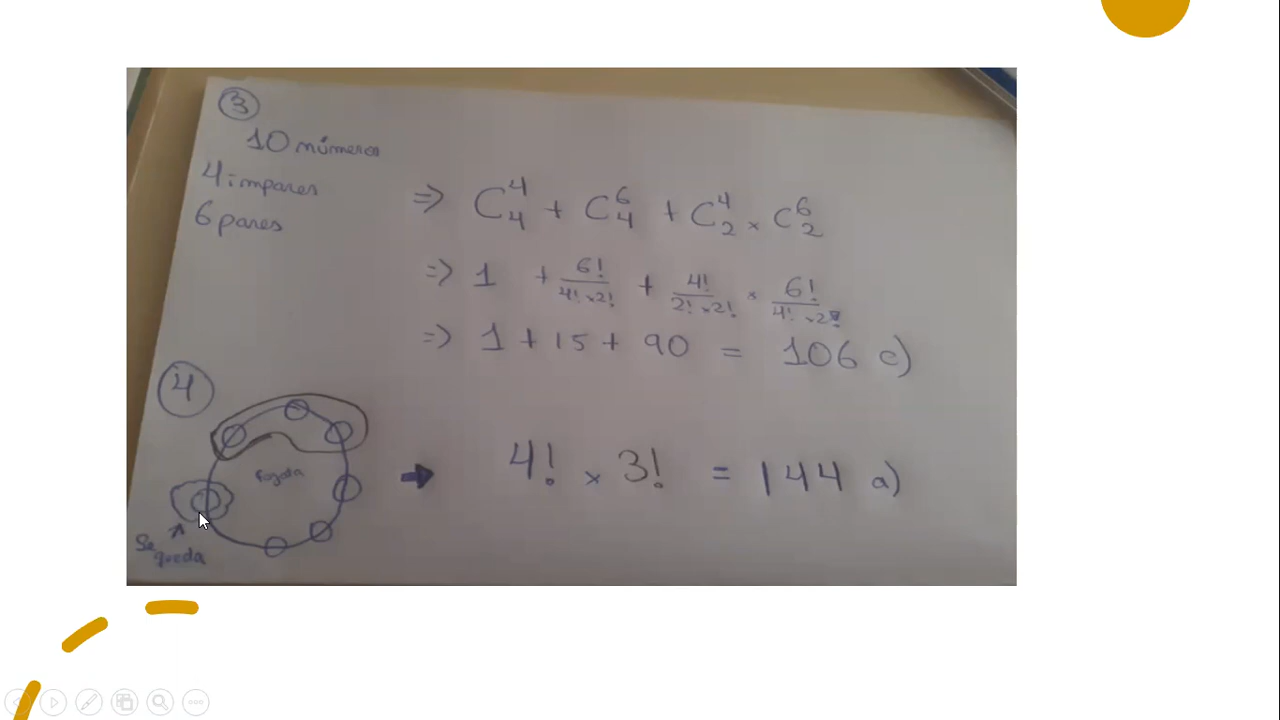 3
10 números
4 impares
6 pares
⇒ C⁴₄ + C⁶₄ + C⁴₂ × C⁶₂
⇒ 1 + 6!/(4! × 2!) + 4!/(2! × 2!) × 6!/(4! × 2!)
⇒ 1 + 15 + 90 = 106 c)
4
fogata
Se queda
→ 4! × 3! = 144 a)